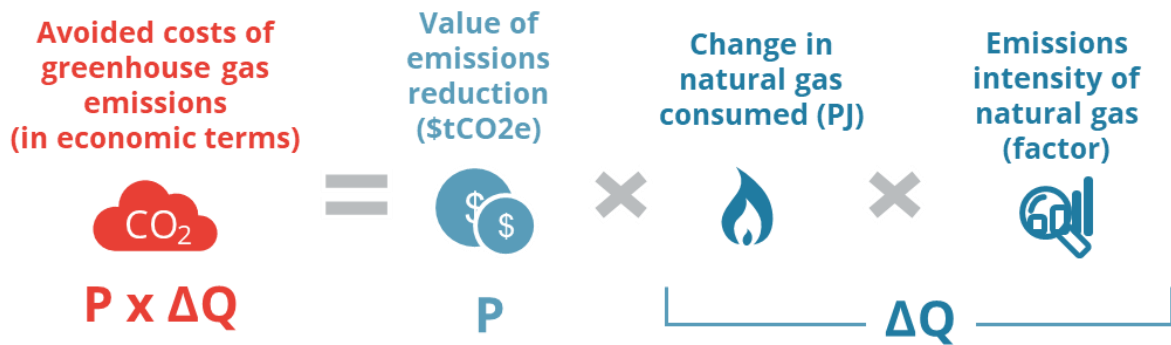 Avoided costs of
greenhouse gas
emissions
(in economic terms)
CO2
P x ΔQ
=
Value of
emissions
reduction
($tCO2e)
$
$
P
×
Change in
natural gas
consumed (PJ)
×
Emissions
intensity of
natural gas
(factor)
ΔQ